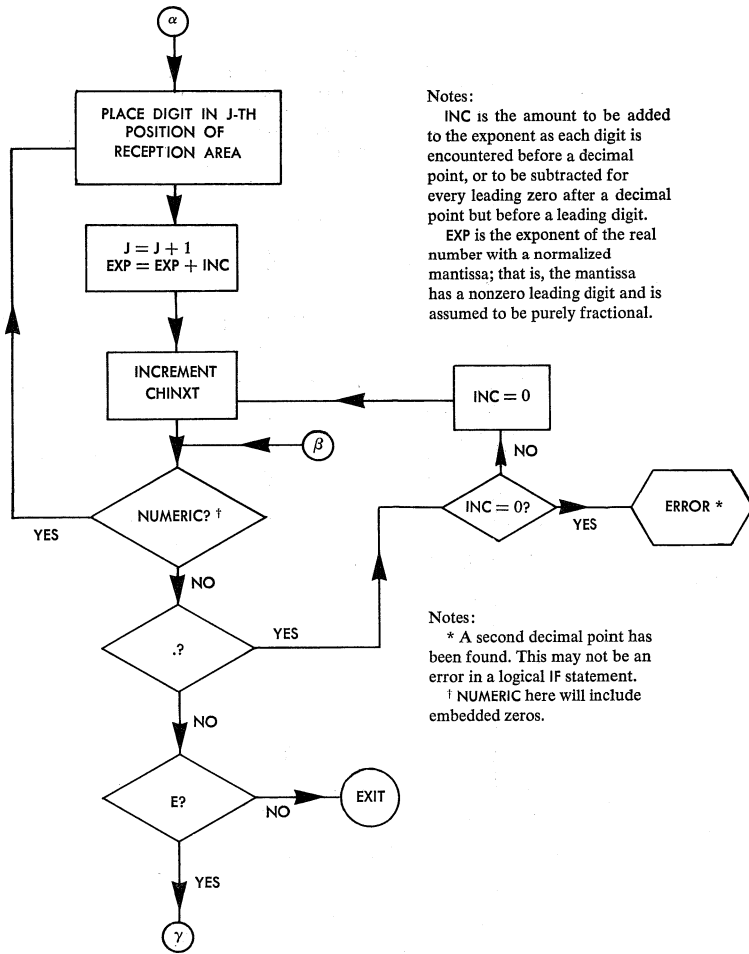 α
PLACE DIGIT IN J-TH
POSITION OF
RECEPTION AREA
J = J + 1
EXP = EXP + INC
INCREMENT
CHINXT
β
NUMERIC? †
YES
NO
.?
YES
NO
E?
NO
EXIT
YES
γ
INC = 0
NO
INC = 0?
YES
ERROR *
Notes:
INC is the amount to be added
to the exponent as each digit is
encountered before a decimal
point, or to be subtracted for
every leading zero after a decimal
point but before a leading digit.
EXP is the exponent of the real
number with a normalized
mantissa; that is, the mantissa
has a nonzero leading digit and is
assumed to be purely fractional.
Notes:
* A second decimal point has
been found. This may not be an
error in a logical IF statement.
† NUMERIC here will include
embedded zeros.